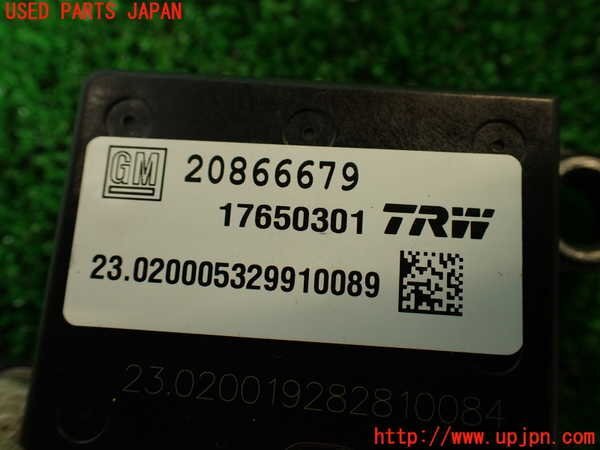 USED PARTS JAPAN
GM 20866679
17650301 TRW
23.020005329910089
23.020019282810084
http://www.upjpn.com